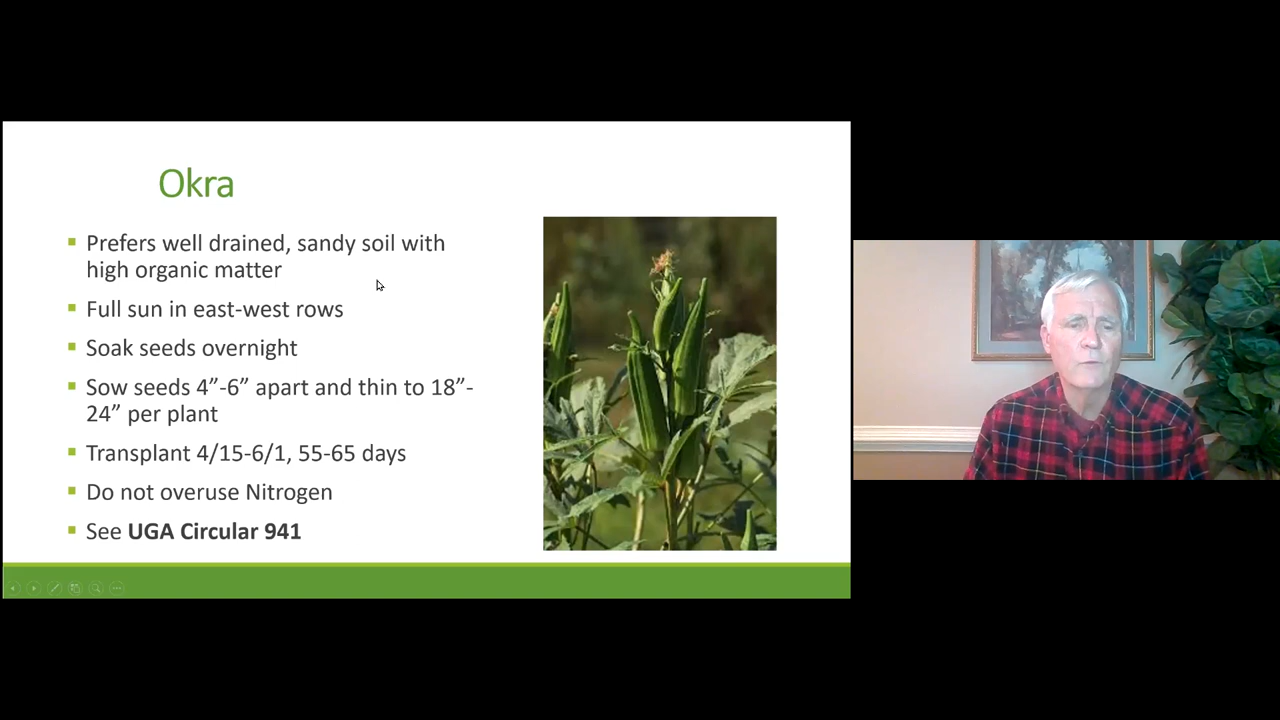 Okra
Prefers well drained, sandy soil with
high organic matter
Full sun in east-west rows
Soak seeds overnight
Sow seeds 4”-6” apart and thin to 18”-
24” per plant
Transplant 4/15-6/1, 55-65 days
Do not overuse Nitrogen
See UGA Circular 941